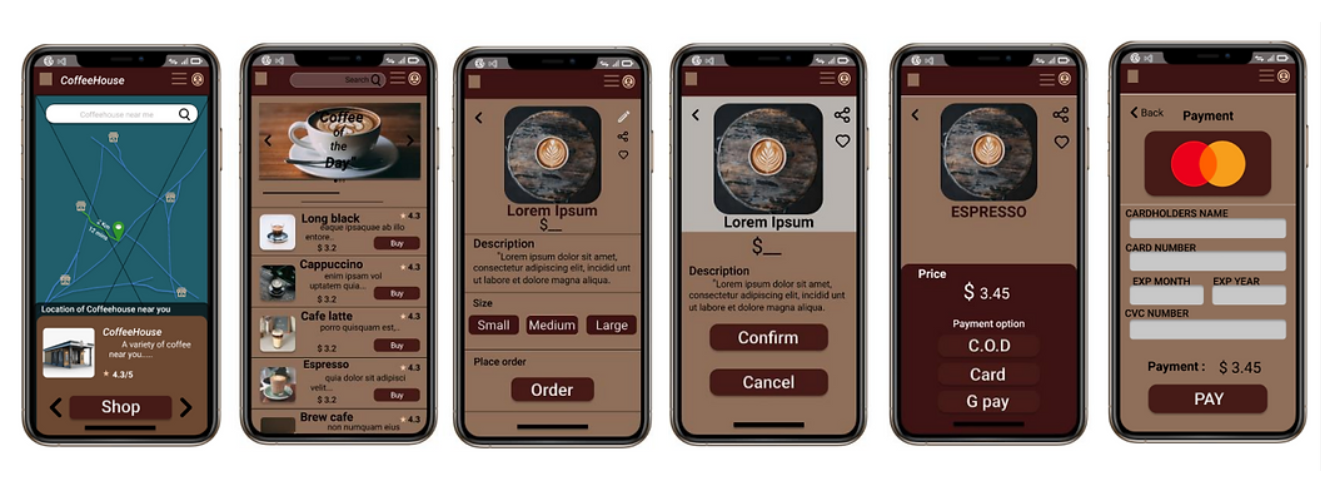 CoffeeHouse
Coffeehouse near me
2 Km
12 mins
Location of Coffeehouse near you
CoffeeHouse
A variety of coffee
near you.....
4.3/5
Shop
Search
Coffee
of
the
Day"
Long black
4.3
eaque ipsaquae ab illo
entore..
$ 3.2
Buy
Cappuccino
4.3
enim ipsam vol
uptatem quia...
$ 3.2
Buy
Cafe latte
4.3
porro quisquam est,..
$ 3.2
Buy
Espresso
4.3
quia dolor sit adipisci
velit...
$ 3.2
Buy
Brew cafe
4.3
non numquam eius
Lorem Ipsum
$__
Description
"Lorem ipsum dolor sit amet,
consectetur adipiscing elit, incidid unt
ut labore et dolore magna aliqua.
Size
Small Medium Large
Place order
Order
Lorem Ipsum
$__
Description
"Lorem ipsum dolor sit amet,
consectetur adipiscing elit, incidid unt
ut labore et dolore magna aliqua.
Confirm
Cancel
ESPRESSO
Price
$ 3.45
Payment option
C.O.D
Card
G pay
Back Payment
CARDHOLDERS NAME
CARD NUMBER
EXP MONTH EXP YEAR
CVC NUMBER
Payment : $ 3.45
PAY